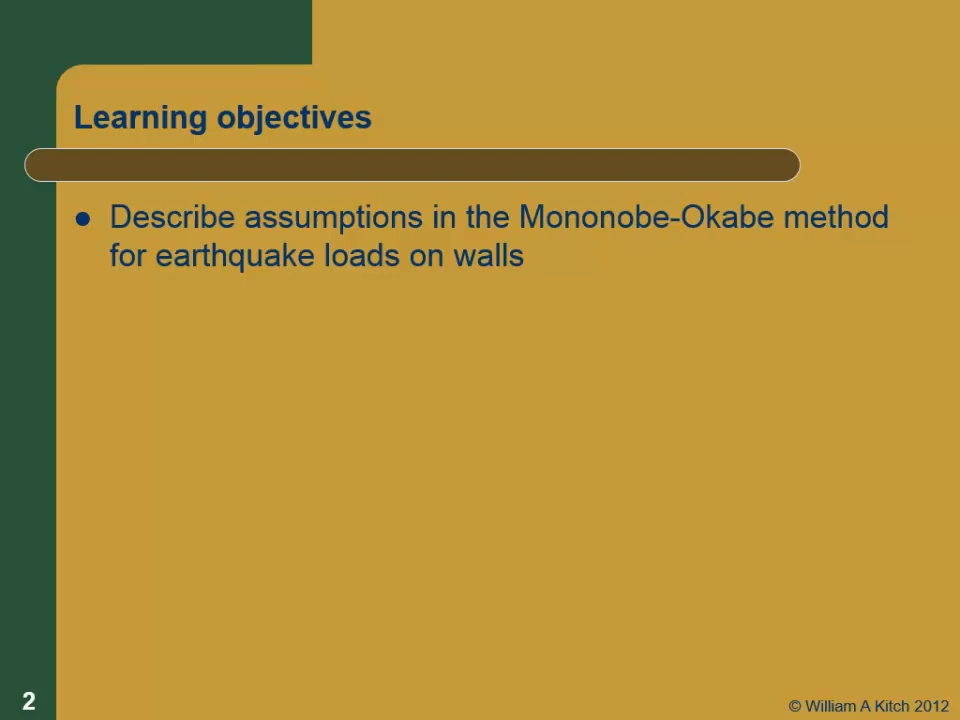 Learning objectives
● Describe assumptions in the Mononobe-Okabe method
for earthquake loads on walls
2
© William A Kitch 2012